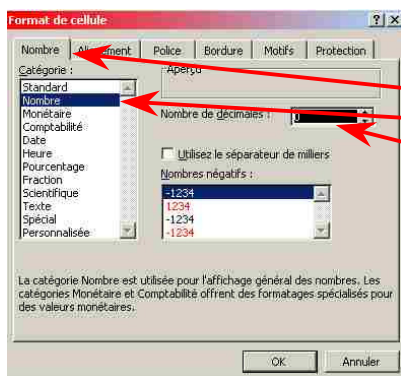 Format de cellule
Nombre Alignement Police Bordure Motifs Protection
Catégorie :
Aperçu
Standard
Nombre
Monétaire
Comptabilité
Date
Heure
Pourcentage
Fraction
Scientifique
Texte
Spécial
Personnalisée
Nombre de décimales :
Utilisez le séparateur de milliers
Nombres négatifs :
-1234
1234
-1234
-1234
La catégorie Nombre est utilisée pour l'affichage général des nombres. Les
catégories Monétaire et Comptabilité offrent des formatages spécialisés pour
des valeurs monétaires.
OK Annuler